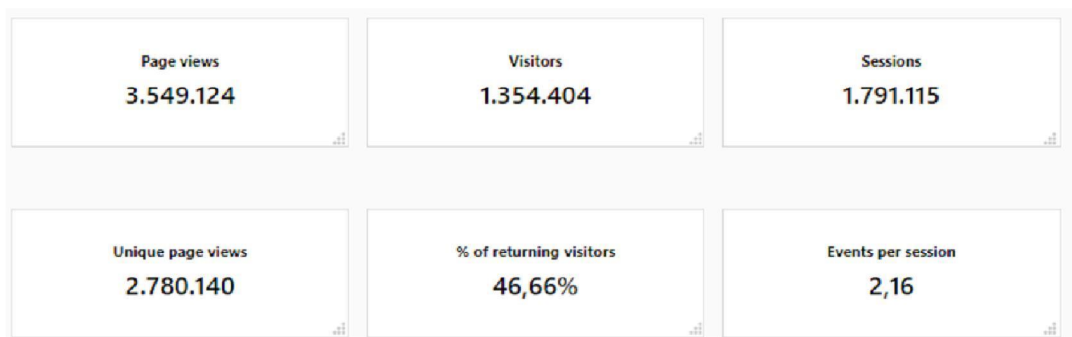 Page views
3.549.124
Visitors
1.354.404
Sessions
1.791.115
Unique page views
2.780.140
% of returning visitors
46,66%
Events per session
2,16